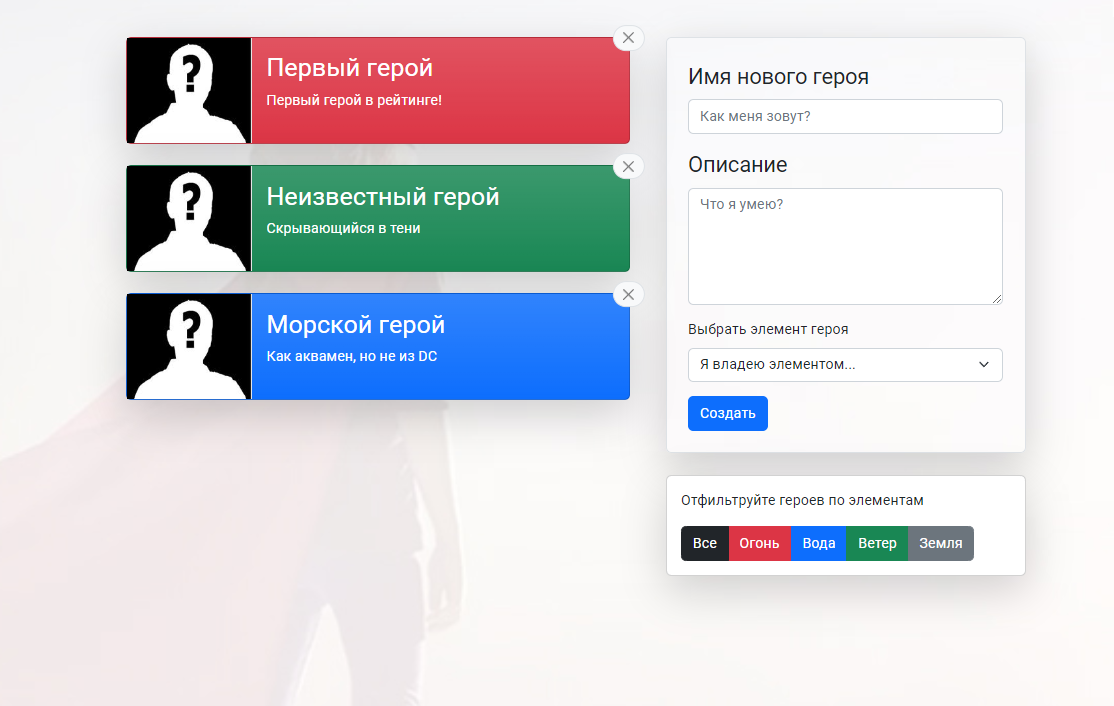 Первый герой
Первый герой в рейтинге!
Неизвестный герой
Скрывающийся в тени
Морской герой
Как аквамен, но не из DC
Имя нового героя
Как меня зовут?
Описание
Что я умею?
Выбрать элемент героя
Я владею элементом...
Создать
Отфильтруйте героев по элементам
Все Огонь Вода Ветер Земля